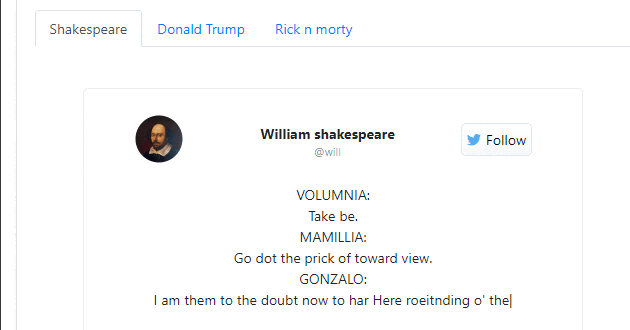 Shakespeare Donald Trump Rick n morty
William shakespeare
@will
Follow
VOLUMNIA:
Take be.
MAMILLIA:
Go dot the prick of toward view.
GONZALO:
I am them to the doubt now to har Here roeitnding o' the